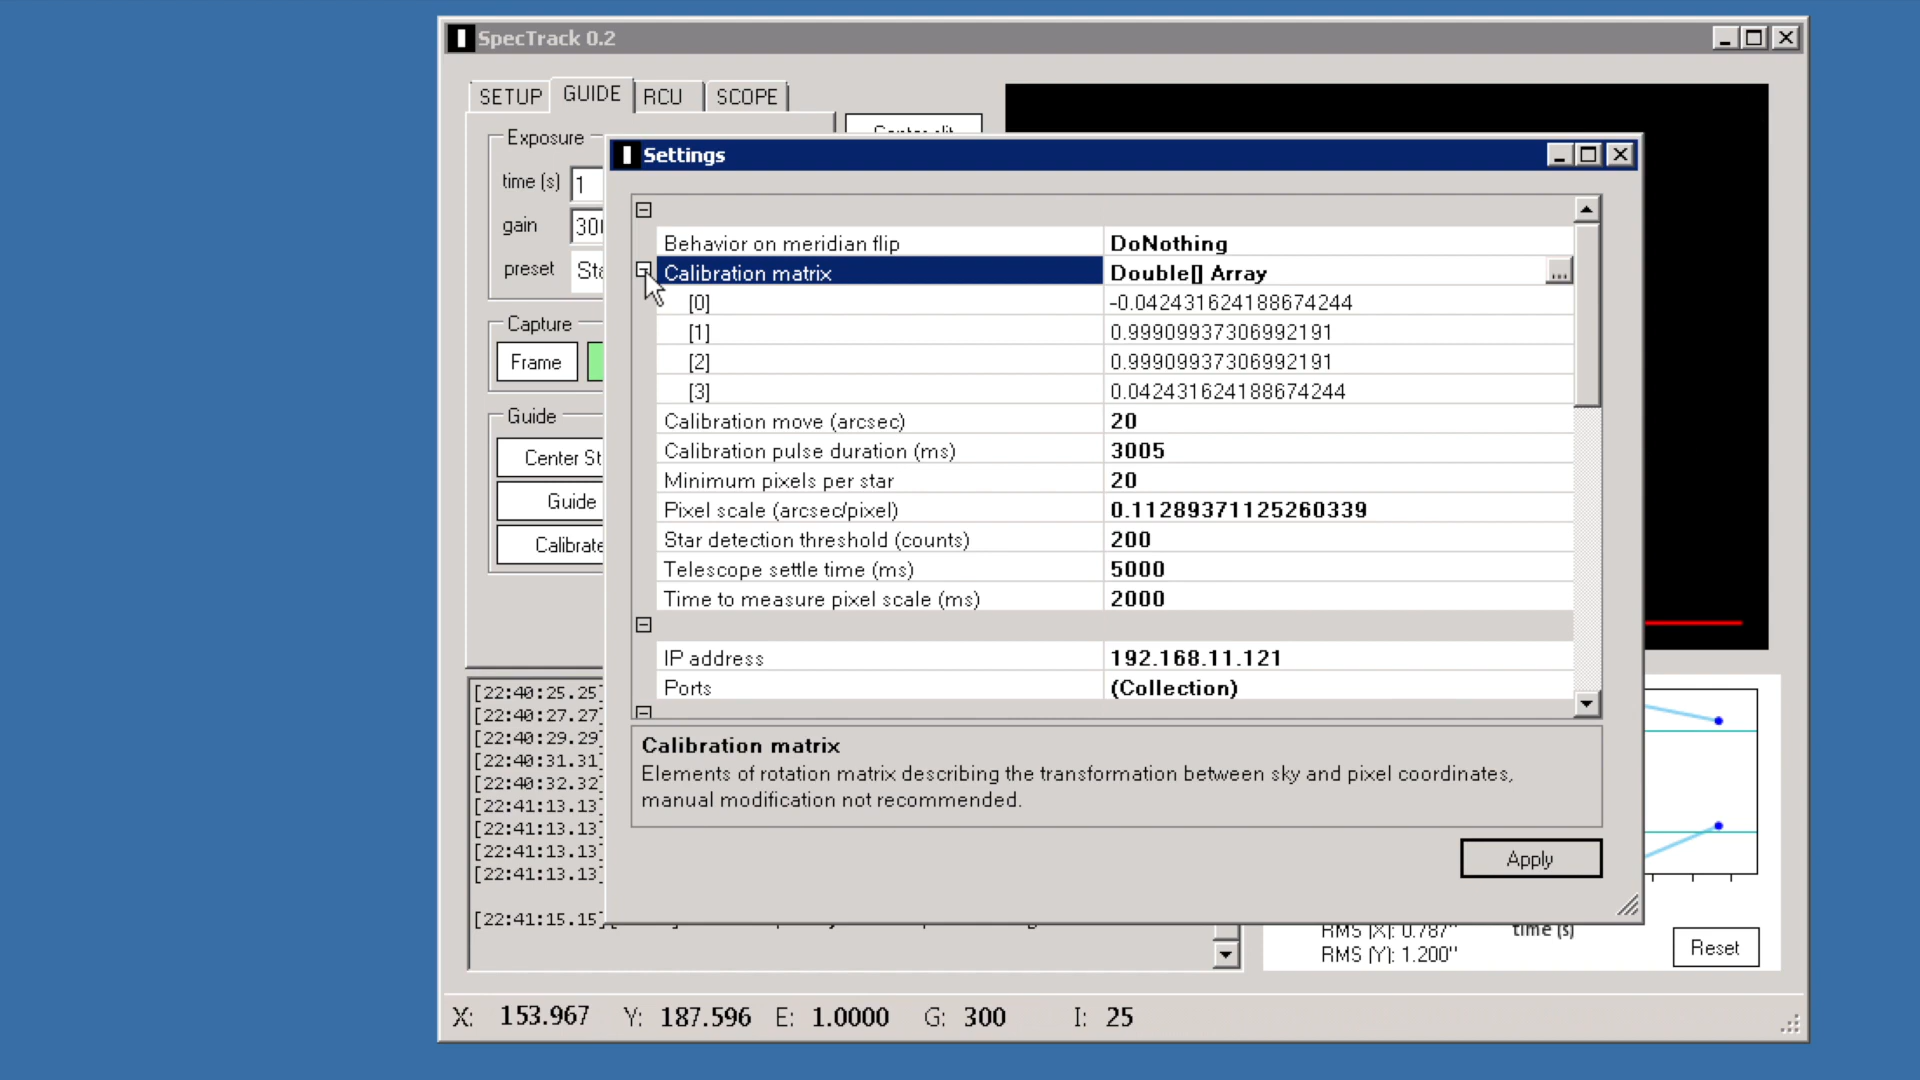 SpecTrack 0.2
SETUP GUIDE RCU SCOPE
Exposure
time (s) 1
gain
preset
Capture
Frame
Guide
Center
Guide
Calibrate
Settings
Behavior on meridian flip DoNothing
Calibration matrix Double[] Array ...
[0] -0.042431624188674244
[1] 0.99909937306992191
[2] 0.99909937306992191
[3] 0.042431624188674244
Calibration move (arcsec) 20
Calibration pulse duration (ms) 3005
Minimum pixels per star 20
Pixel scale (arcsec/pixel) 0.11289371125260339
Star detection threshold (counts) 200
Telescope settle time (ms) 5000
Time to measure pixel scale (ms) 2000
IP address 192.168.11.121
Ports (Collection)
Calibration matrix
Elements of rotation matrix describing the transformation between sky and pixel coordinates,
manual modification not recommended.
Apply
[22:40:25.25]
[22:40:27.27]
[22:40:29.29]
[22:40:31.31]
[22:40:32.32]
[22:41:13.13]
[22:41:13.13]
[22:41:13.13]
[22:41:13.13]
[22:41:15.15]
RMS (X): 0.787" time (s)
RMS (Y): 1.200"
Reset
X: 153.967 Y: 187.596 E: 1.0000 G: 300 I: 25